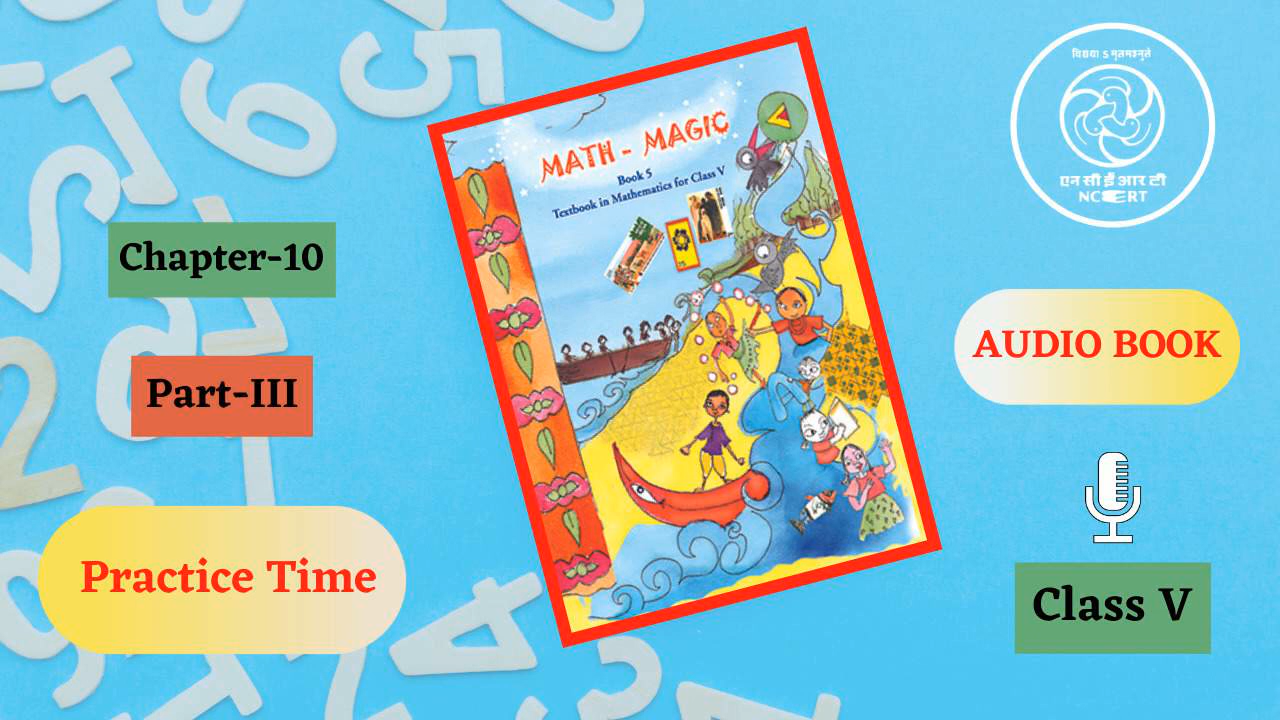 Chapter-10
Part-III
Practice Time
MATH - MAGIC
Book 5
Textbook in Mathematics for Class V
विद्यया ऽ मृतमश्नुते
एन सी ई आर टी
NCERT
AUDIO BOOK
Class V